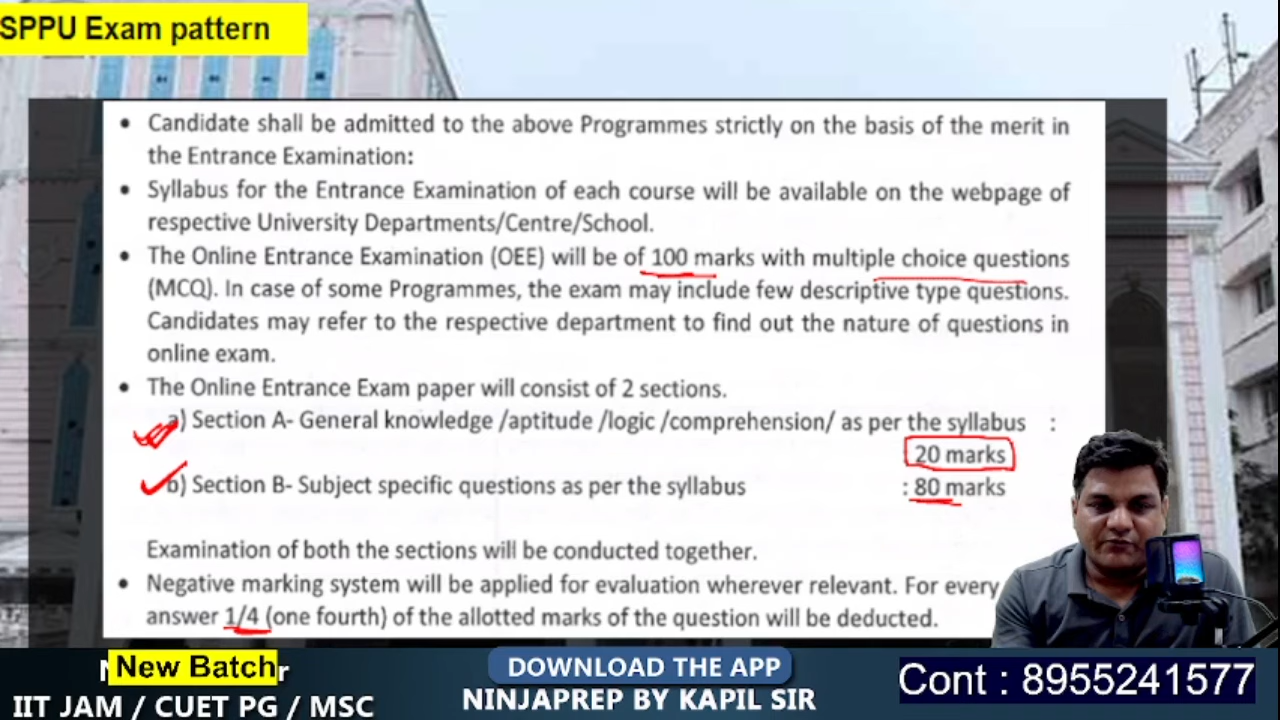 SPPU Exam pattern
• Candidate shall be admitted to the above Programmes strictly on the basis of the merit in
the Entrance Examination:
• Syllabus for the Entrance Examination of each course will be available on the webpage of
respective University Departments/Centre/School.
• The Online Entrance Examination (OEE) will be of 100 marks with multiple choice questions
(MCQ). In case of some Programmes, the exam may include few descriptive type questions.
Candidates may refer to the respective department to find out the nature of questions in
online exam.
• The Online Entrance Exam paper will consist of 2 sections.
a) Section A- General knowledge /aptitude /logic /comprehension/ as per the syllabus :
20 marks
b) Section B- Subject specific questions as per the syllabus : 80 marks
Examination of both the sections will be conducted together.
• Negative marking system will be applied for evaluation wherever relevant. For every
answer 1/4 (one fourth) of the allotted marks of the question will be deducted.
New Batch
IIT JAM / CUET PG / MSC
DOWNLOAD THE APP
NINJAPREP BY KAPIL SIR
Cont : 8955241577